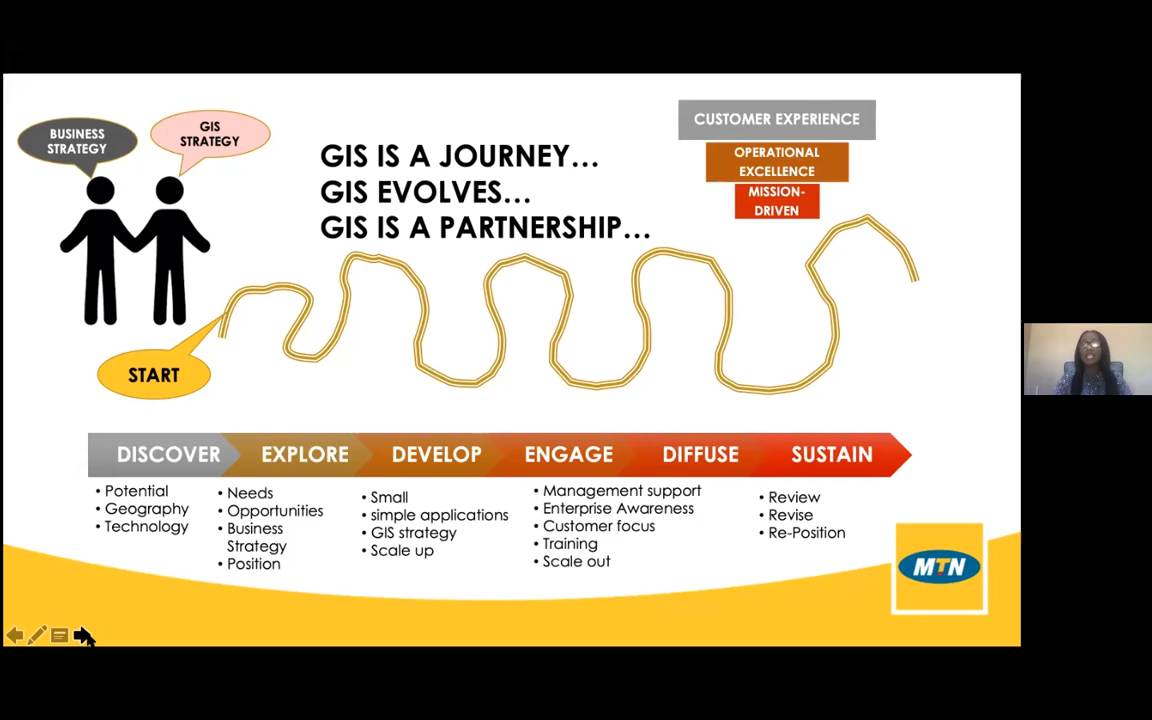 BUSINESS
STRATEGY
GIS
STRATEGY
GIS IS A JOURNEY...
GIS EVOLVES...
GIS IS A PARTNERSHIP...
CUSTOMER EXPERIENCE
OPERATIONAL
EXCELLENCE
MISSION-
DRIVEN
START
DISCOVER
EXPLORE
DEVELOP
ENGAGE
DIFFUSE
SUSTAIN
• Potential
• Geography
• Technology
• Needs
• Opportunities
• Business
Strategy
• Position
• Small
• simple applications
• GIS strategy
• Scale up
• Management support
• Enterprise Awareness
• Customer focus
• Training
• Scale out
• Review
• Revise
• Re-Position
MTN